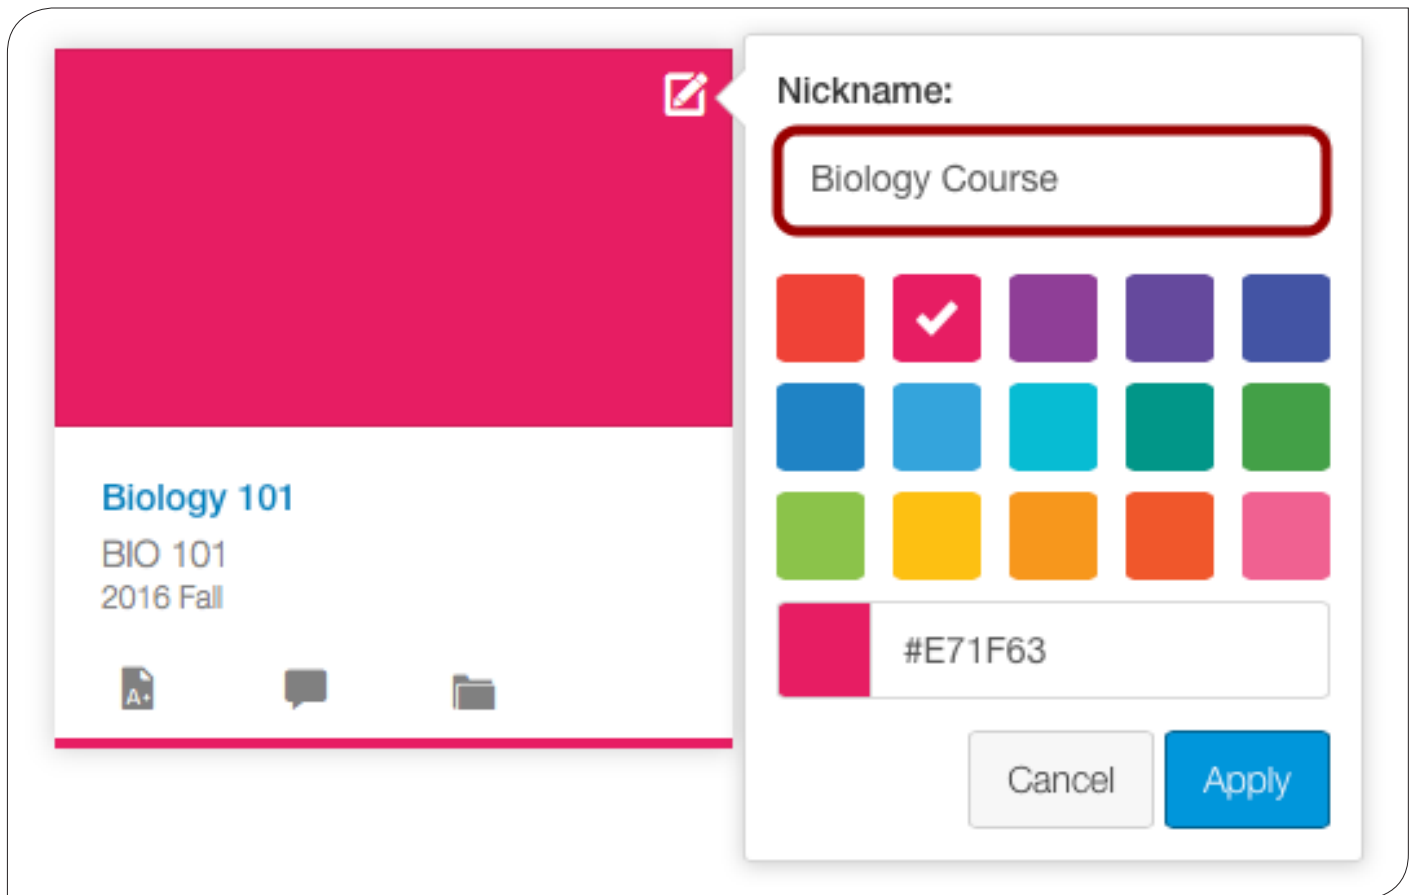 Nickname:
Biology Course
Biology 101
BIO 101
2016 Fall
A+
#E71F63
Cancel
Apply